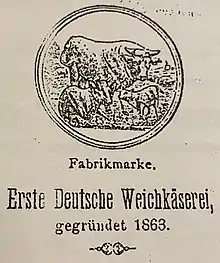 Fabrikmarke.
Erste Deutsche Weichkäserei,
gegründet 1863.